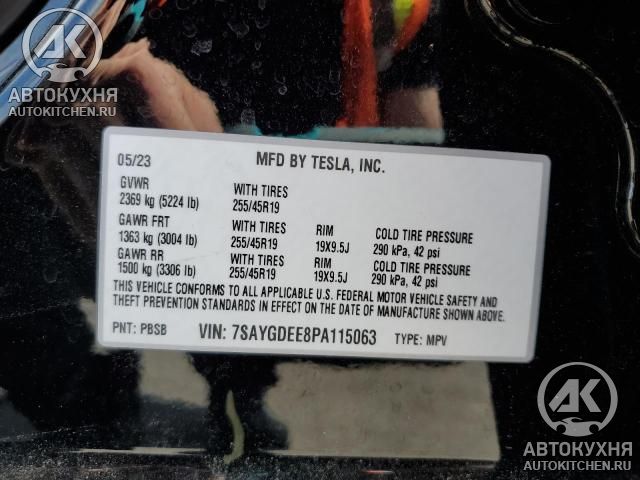 АК
АВТОКУХНЯ
AUTOKITCHEN.RU
05/23 MFD BY TESLA, INC.
GVWR WITH TIRES
2369 kg (5224 lb) 255/45R19
GAWR FRT WITH TIRES RIM COLD TIRE PRESSURE
1363 kg (3004 lb) 255/45R19 19X9.5J 290 kPa, 42 psi
GAWR RR WITH TIRES RIM COLD TIRE PRESSURE
1500 kg (3306 lb) 255/45R19 19X9.5J 290 kPa, 42 psi
THIS VEHICLE CONFORMS TO ALL APPLICABLE U.S. FEDERAL MOTOR VEHICLE SAFETY AND
THEFT PREVENTION STANDARDS IN EFFECT ON THE DATE OF MANUFACTURE SHOWN ABOVE.
PNT: PBSB VIN: 7SAYGDEE8PA115063 TYPE: MPV
АК
АВТОКУХНЯ
AUTOKITCHEN.RU